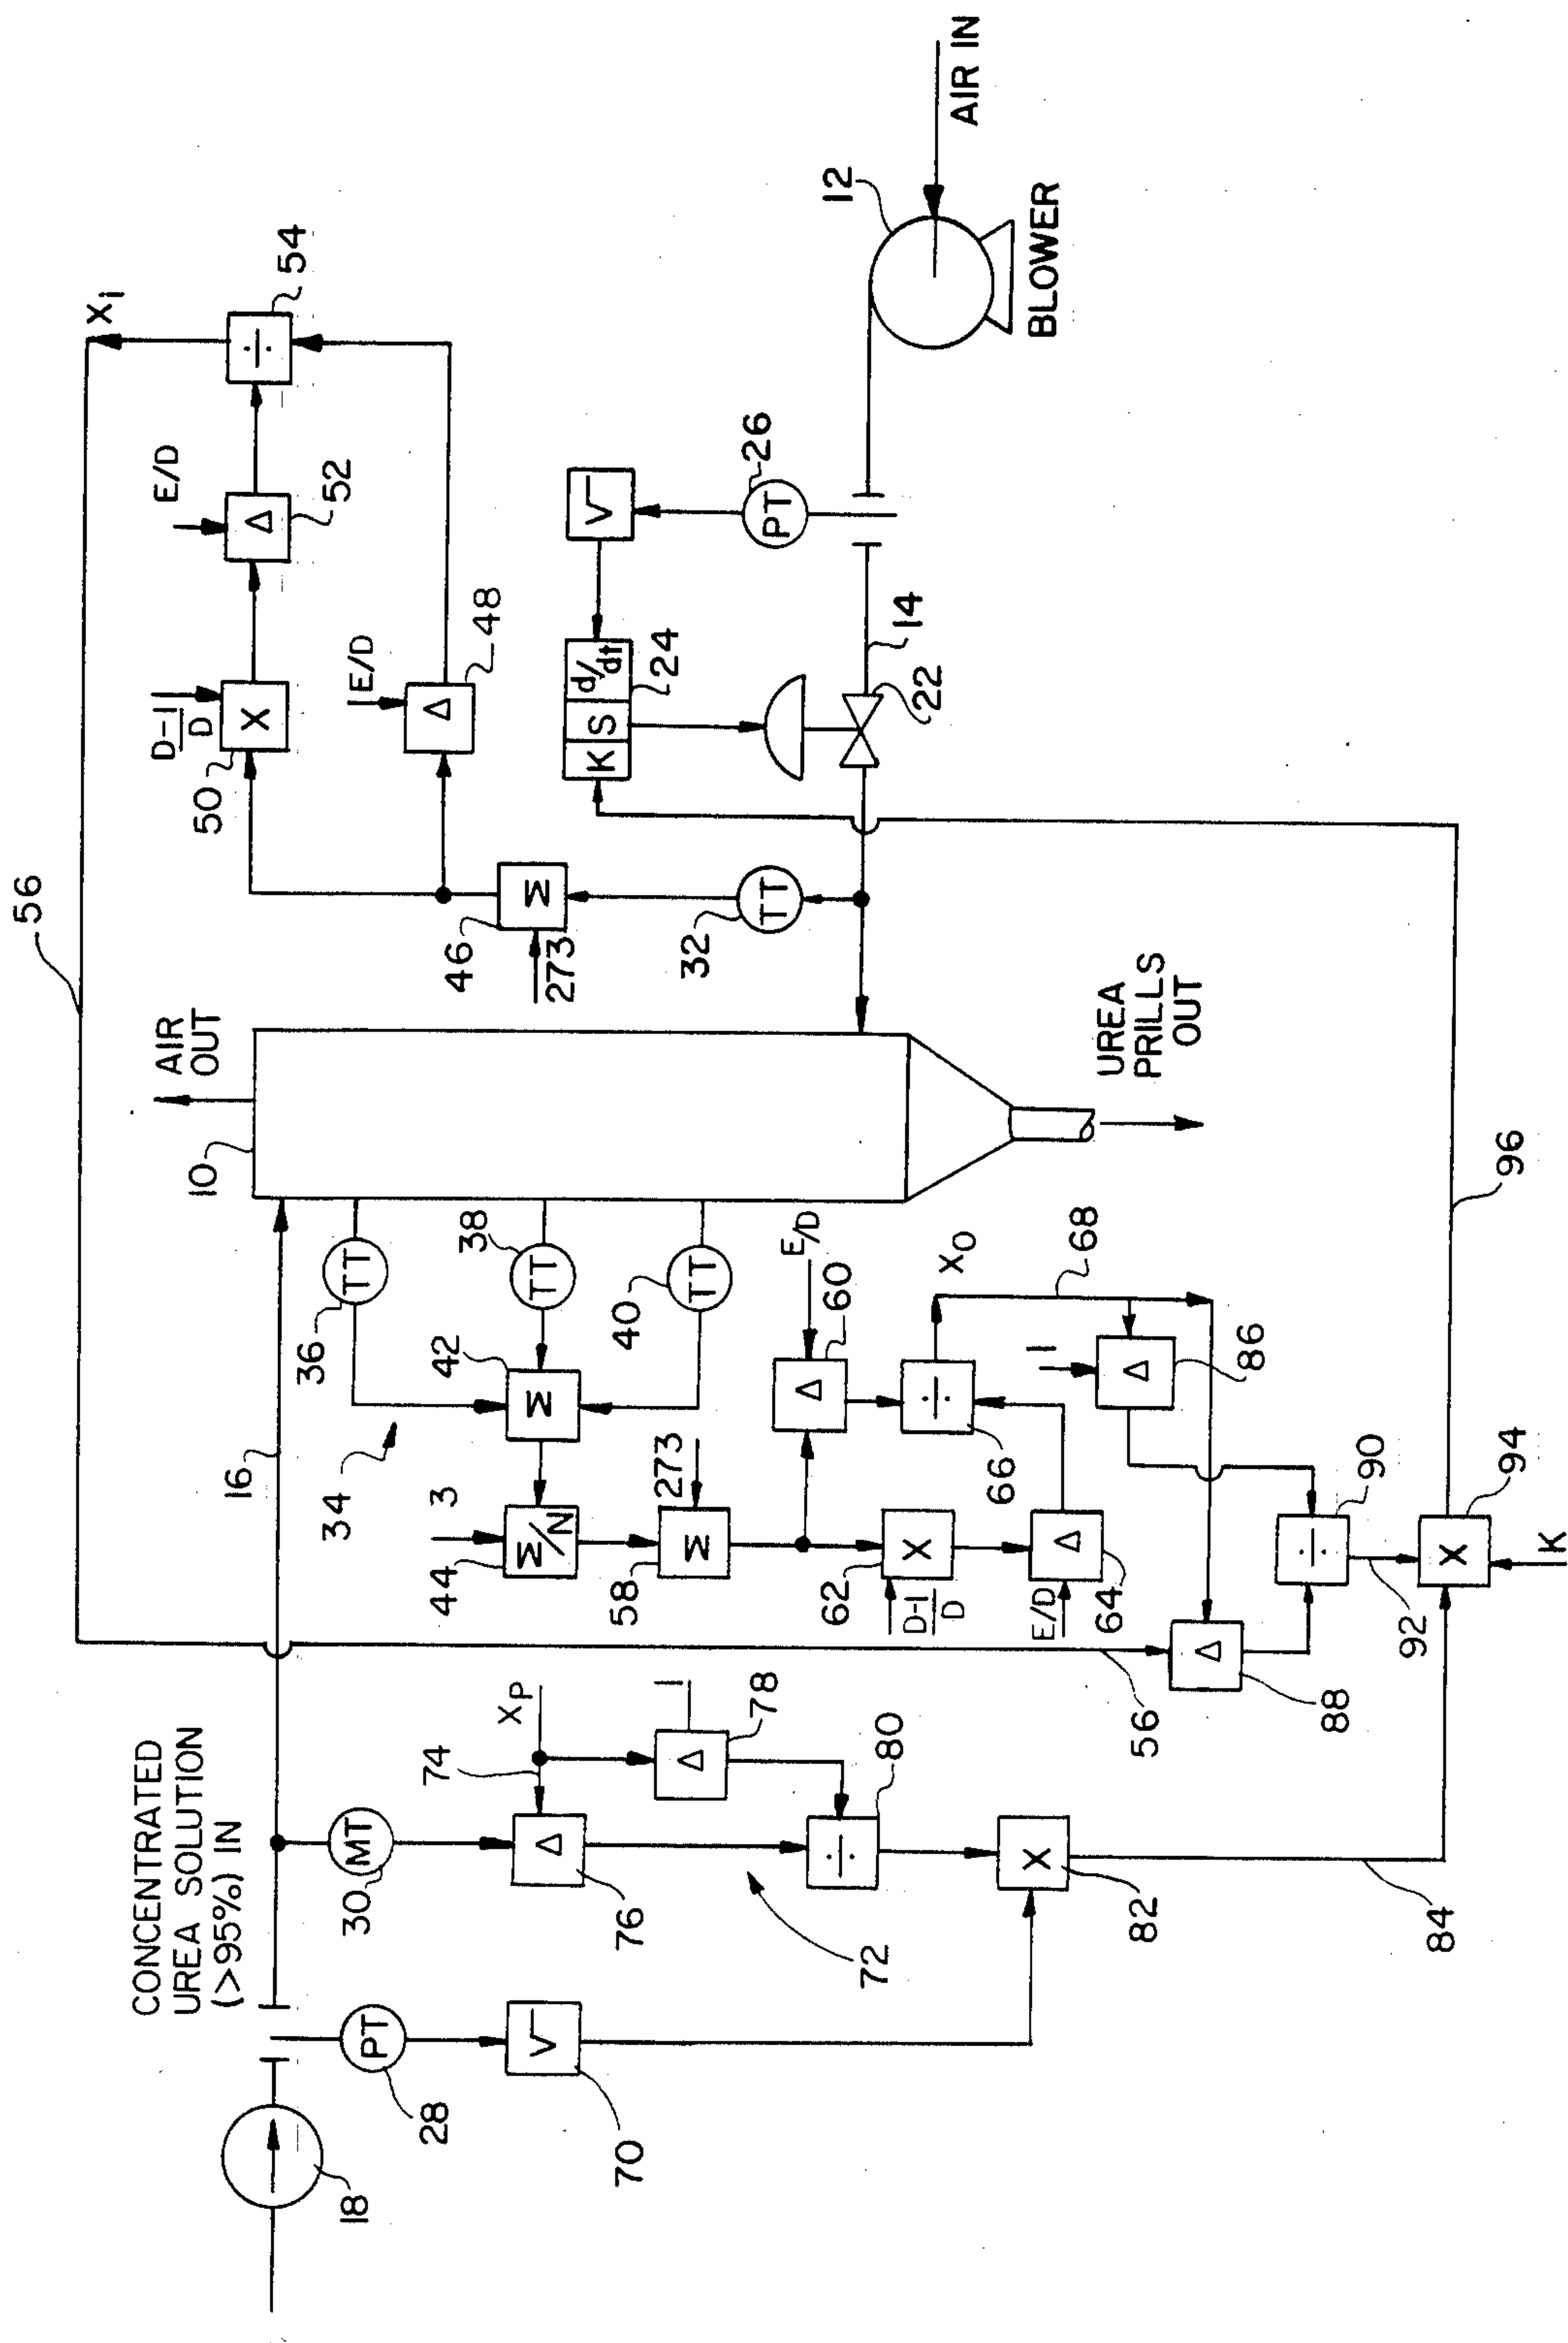 CONCENTRATED
UREA SOLUTION
(>95%) IN
18
PT
28
√
70
MT
30
16
56
X_P
74
Δ
76
1
Δ
78
72
÷
80
X
82
84
10
AIR
OUT
TT
36
TT
38
TT
40
34
Σ
42
3
Σ/N
44
273
Σ
58
E/D
Δ
60
D-1
D
X
62
E/D
Δ
64
÷
66
X_O
68
1
Δ
86
56
Δ
88
÷
90
92
X
94
K
96
UREA
PRILLS
OUT
TT
32
273
Σ
46
D-1
D
X
50
E/D
Δ
48
E/D
Δ
52
÷
54
X_i
K S d/dt
24
√
PT
26
22
14
12
BLOWER
AIR IN